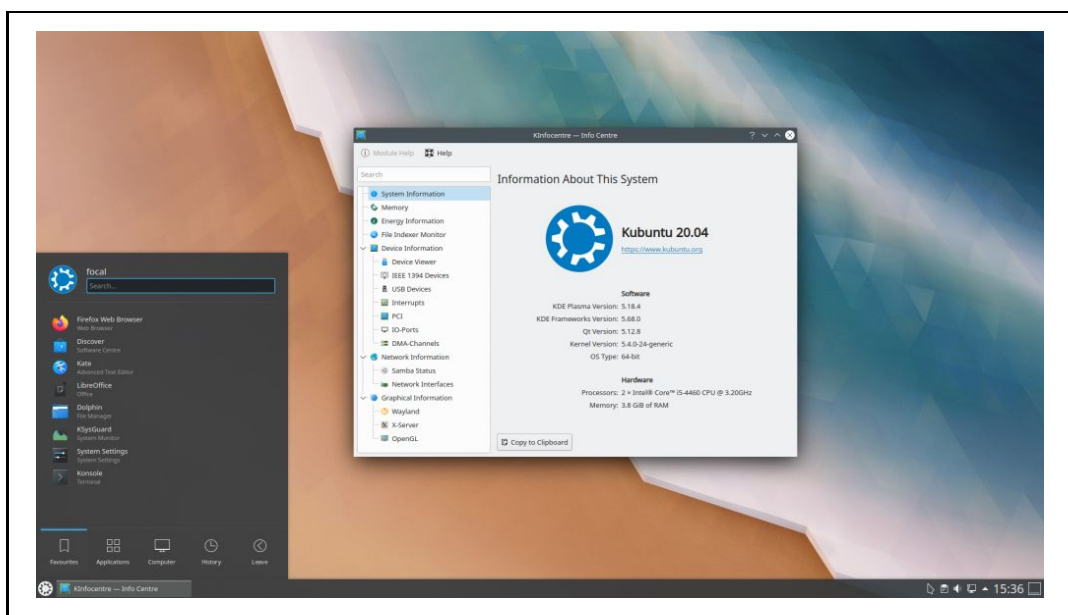 KInfocentre — Info Centre
Module Help
Help
Search
System Information
Memory
Energy Information
File Indexer Monitor
Device Information
Device Viewer
IEEE 1394 Devices
USB Devices
Interrupts
PCI
IO-Ports
DMA-Channels
Network Information
Samba Status
Network Interfaces
Graphical Information
Wayland
X-Server
OpenGL
Information About This System
Kubuntu 20.04
https://www.kubuntu.org
Software
KDE Plasma Version: 5.18.4
KDE Frameworks Version: 5.68.0
Qt Version: 5.12.8
Kernel Version: 5.4.0-24-generic
OS Type: 64-bit
Hardware
Processors: 2 × Intel® Core™ i5-4460 CPU @ 3.20GHz
Memory: 3.8 GiB of RAM
Copy to Clipboard
focal
Search...
Firefox Web Browser
Web Browser
Discover
Software Centre
Kate
Advanced Text Editor
LibreOffice
Office
Dolphin
File Manager
KSysGuard
System Monitor
System Settings
System Settings
Konsole
Terminal
Favourites
Applications
Computer
History
Leave
KInfocentre — Info Centre
15:36